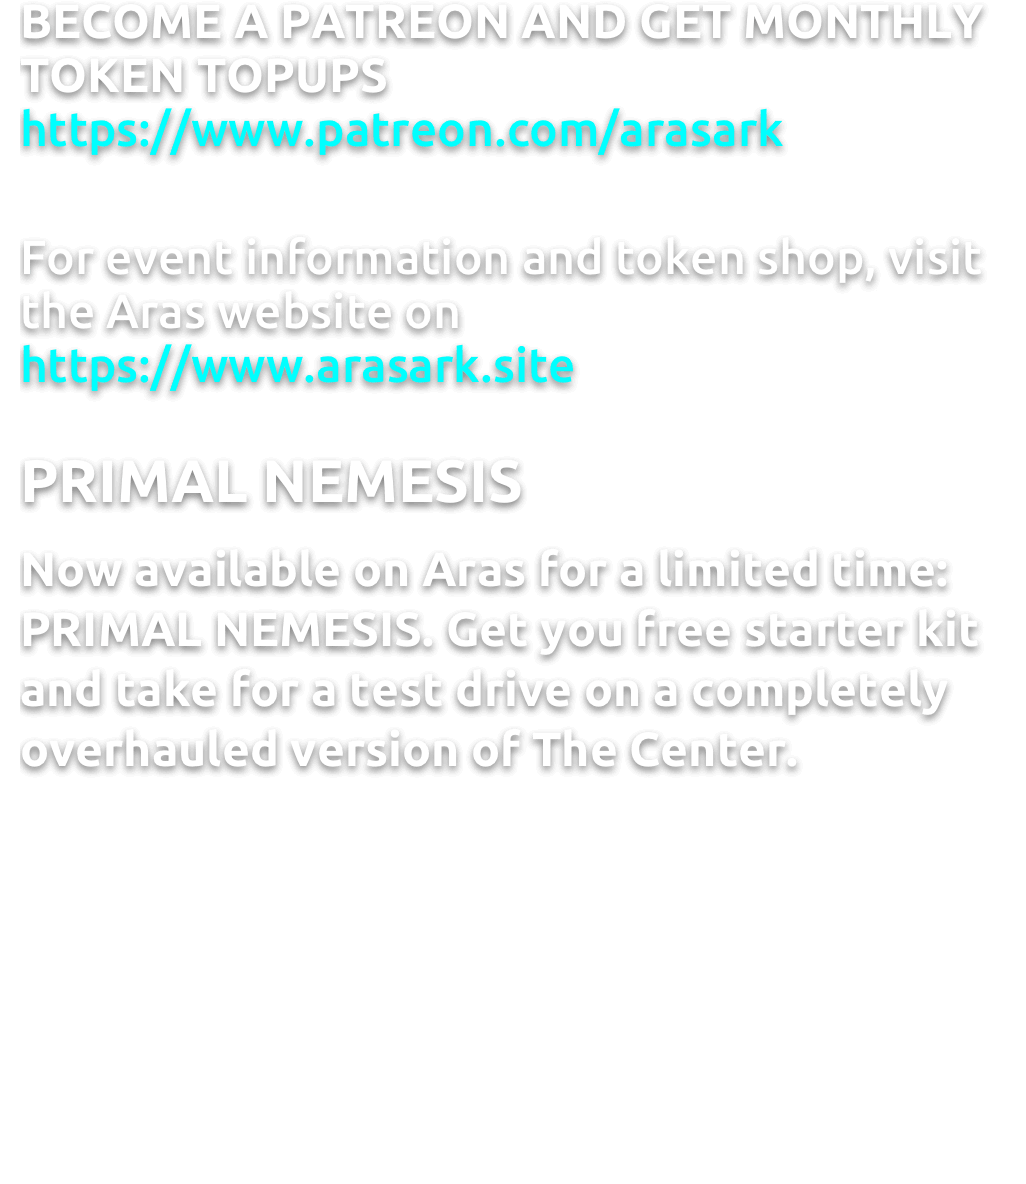 BECOME A PATREON AND GET MONTHLY
TOKEN TOPUPS
https://www.patreon.com/arasark
For event information and token shop, visit
the Aras website on
https://www.arasark.site
PRIMAL NEMESIS
Now available on Aras for a limited time:
PRIMAL NEMESIS. Get you free starter kit
and take for a test drive on a completely
overhauled version of The Center.